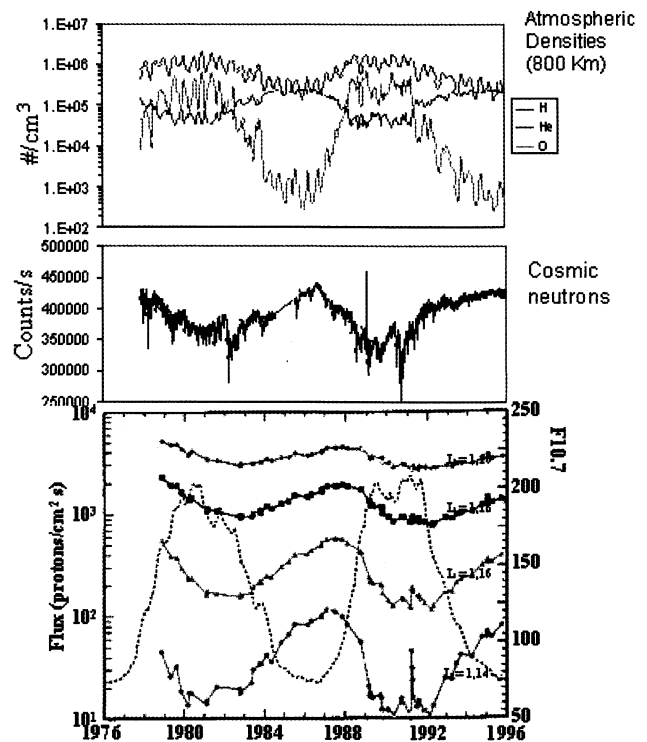 Atmospheric
Densities
(800 Km)
1.E+07
1.E+06
1.E+05
1.E+04
1.E+03
1.E+02
#/cm3
H
He
O
500000
450000
400000
350000
300000
250000
Counts/s
Cosmic
neutrons
10^4
10^3
10^2
10^1
Flux (protons/cm2 s)
250
200
150
100
50
F10.7
L=1.18
L=1.16
L=1.14
1976
1980
1984
1988
1992
1996